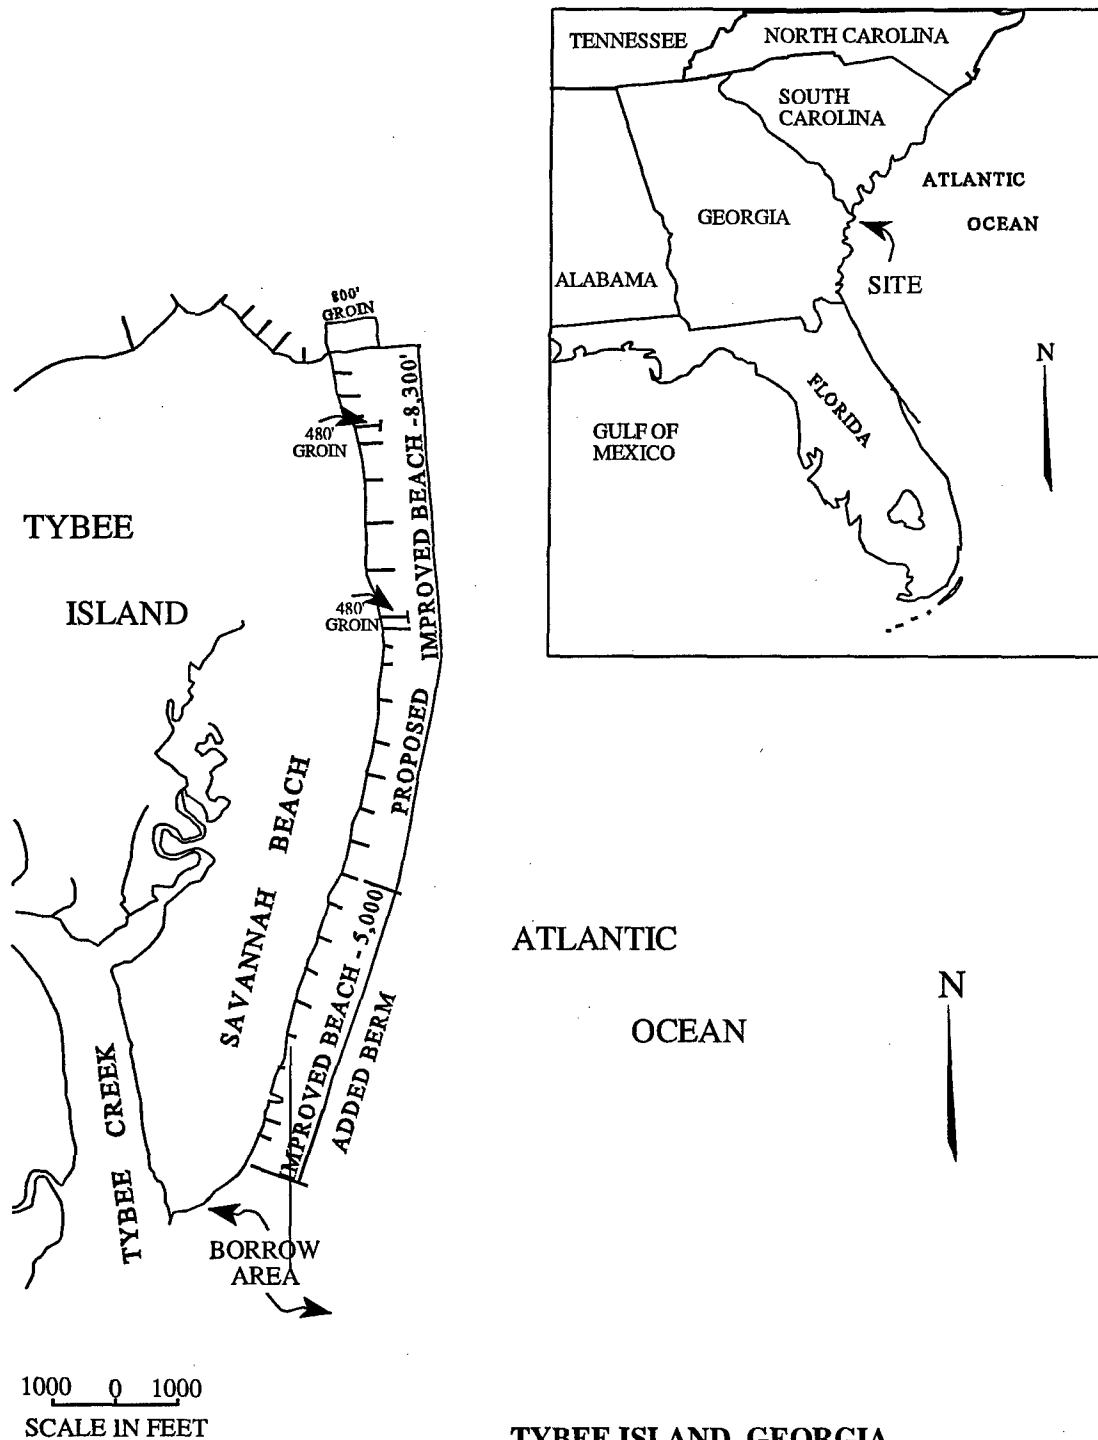 TENNESSEE
NORTH CAROLINA
SOUTH
CAROLINA
ATLANTIC
OCEAN
GEORGIA
ALABAMA
SITE
N
FLORIDA
GULF OF
MEXICO
800'
GROIN
480'
GROIN
IMPROVED BEACH - 8,300'
TYBEE
ISLAND
480'
GROIN
PROPOSED
SAVANNAH BEACH
IMPROVED BEACH - 5,000
ADDED BERM
ATLANTIC
OCEAN
N
TYBEE CREEK
BORROW
AREA
1000 0 1000
SCALE IN FEET
TYBEE ISLAND, GEORGIA